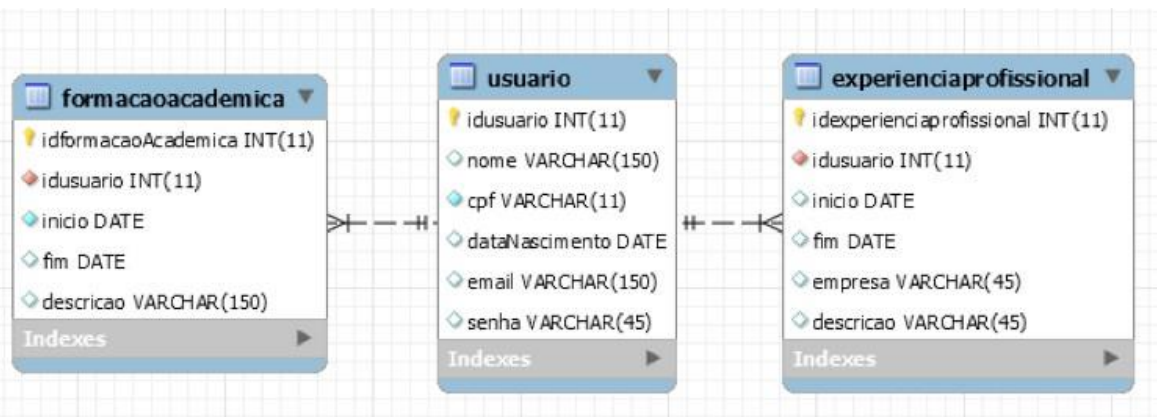 formacaoacademica
idformacaoAcademica INT(11)
idusuario INT(11)
inicio DATE
fim DATE
descricao VARCHAR(150)
Indexes
usuario
idusuario INT(11)
nome VARCHAR(150)
cpf VARCHAR(11)
dataNascimento DATE
email VARCHAR(150)
senha VARCHAR(45)
Indexes
experienciaprofissional
idexperienciaprofissional INT(11)
idusuario INT(11)
inicio DATE
fim DATE
empresa VARCHAR(45)
descricao VARCHAR(45)
Indexes